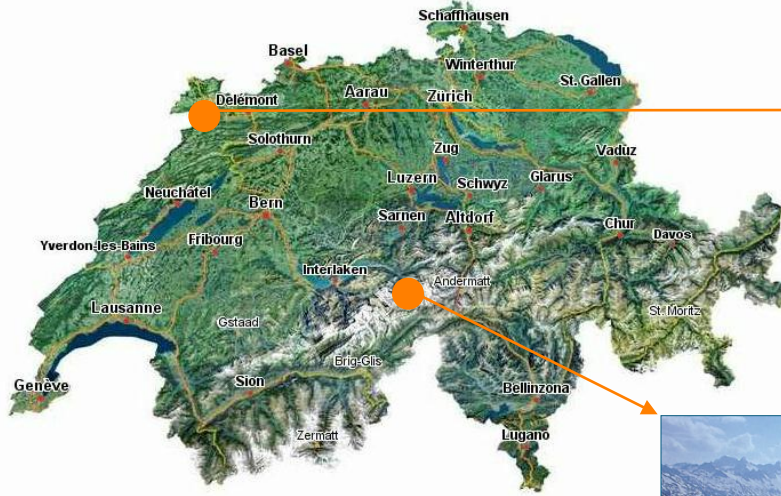 Schaffhausen
Basel
Winterthur
St. Gallen
Delémont
Aarau
Zürich
Solothurn
Zug
Vadüz
Neuchâtel
Luzern
Schwyz
Glarus
Bern
Sarnen
Altdorf
Chur
Davos
Yverdon-les-Bains
Fribourg
Interlaken
Andermatt
Lausanne
Gstaad
St. Moritz
Brig-Glis
Genève
Sion
Bellinzona
Zermatt
Lugano